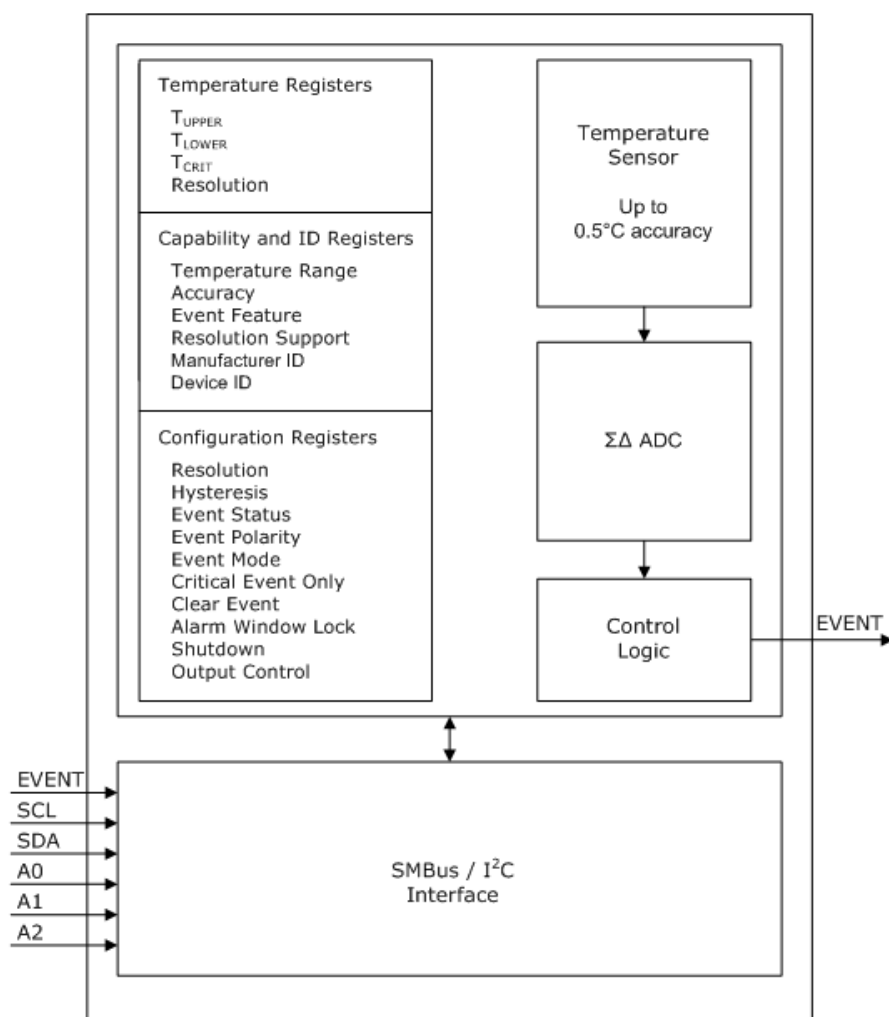 Temperature Registers
T_UPPER
T_LOWER
T_CRIT
Resolution
Capability and ID Registers
Temperature Range
Accuracy
Event Feature
Resolution Support
Manufacturer ID
Device ID
Configuration Registers
Resolution
Hysteresis
Event Status
Event Polarity
Event Mode
Critical Event Only
Clear Event
Alarm Window Lock
Shutdown
Output Control
Temperature
Sensor
Up to
0.5°C accuracy
ΣΔ ADC
Control
Logic
EVENT
EVENT
SCL
SDA
A0
A1
A2
SMBus / I²C
Interface